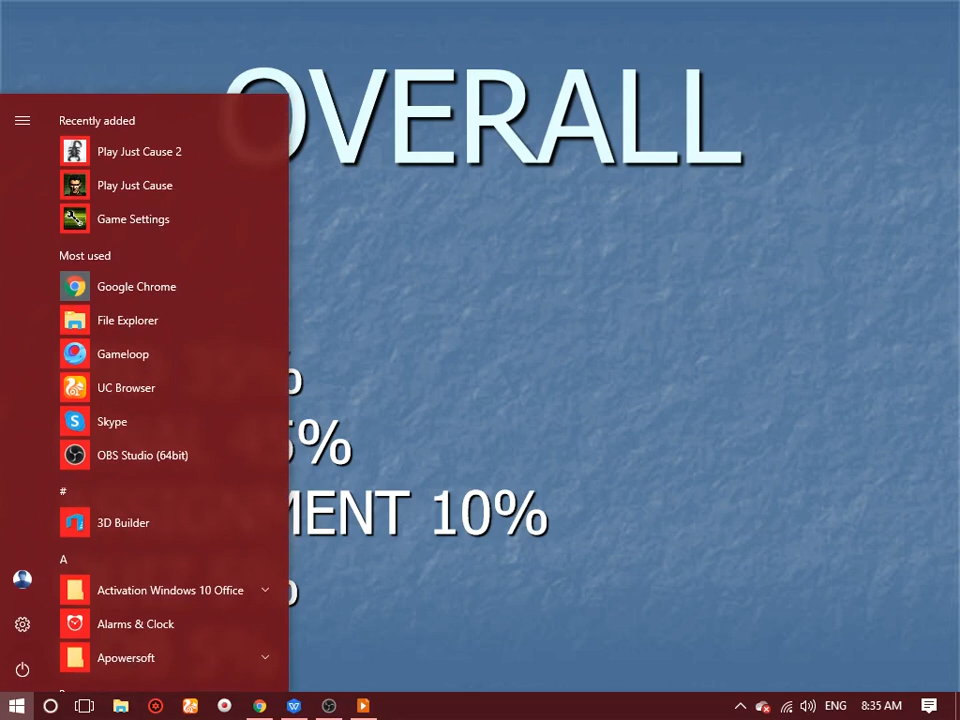 OVERALL
Recently added
Play Just Cause 2
Play Just Cause
Game Settings
Most used
Google Chrome
File Explorer
Gameloop
UC Browser
Skype
OBS Studio (64bit)
#
3D Builder
A
Activation Windows 10 Office
Alarms & Clock
Apowersoft
%
5%
MENT 10%
ENG
8:35 AM